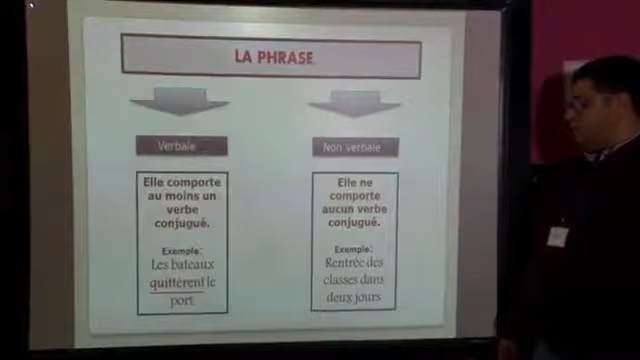 LA PHRASE
Verbale
Elle comporte
au moins un
verbe
conjugué.
Exemple:
Les bateaux
quittèrent le
port
Non verbale
Elle ne
comporte
aucun verbe
conjugué.
Exemple:
Rentrée des
classes dans
deux jours